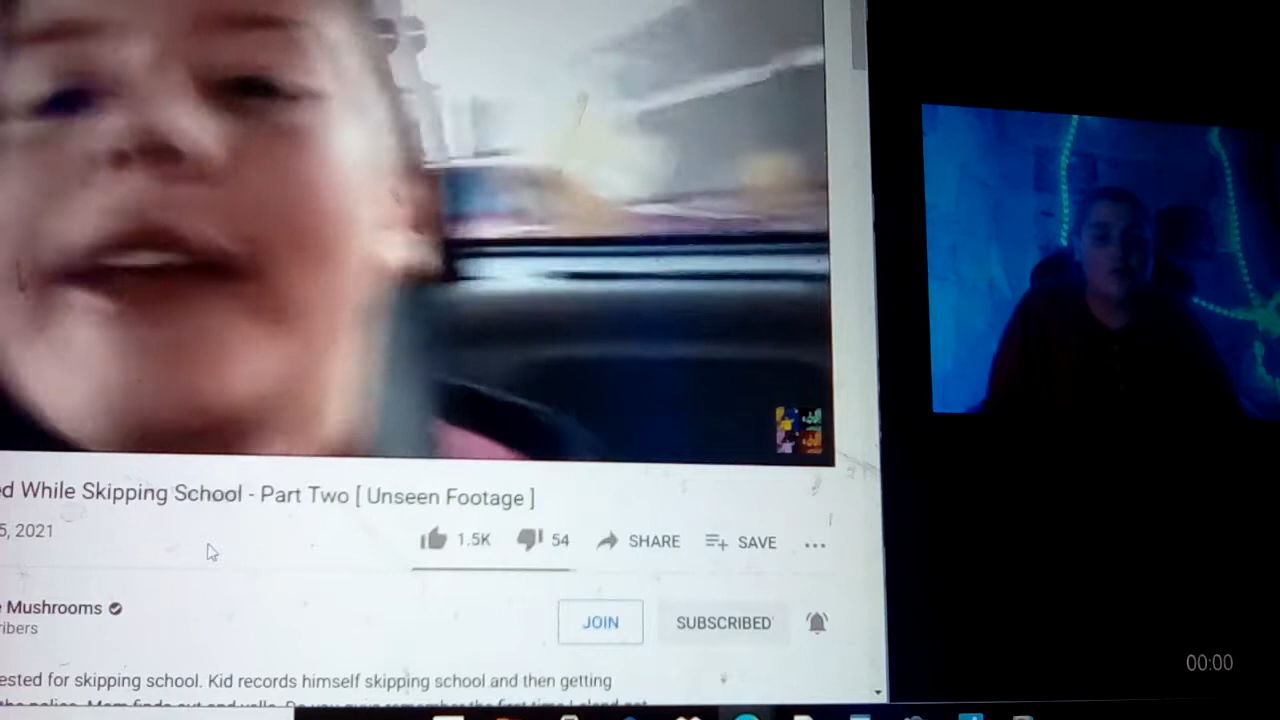 d While Skipping School - Part Two [ Unseen Footage ]
5, 2021
1.5K 54 SHARE SAVE ...
e Mushrooms
ribers
JOIN SUBSCRIBED
ested for skipping school. Kid records himself skipping school and then getting
00:00